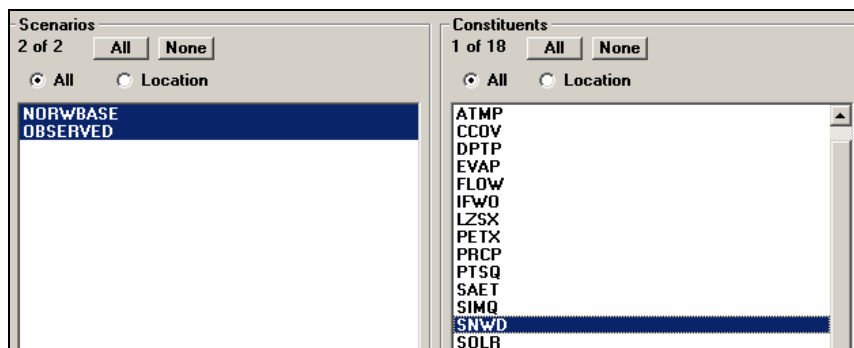 Scenarios
2 of 2 All None
All Location
NORWBASE
OBSERVED
Constituents
1 of 18 All None
All Location
ATMP
CCOV
DPTP
EVAP
FLOW
IFWO
LZSX
PETX
PRCP
PTSQ
SAET
SIMQ
SNWD
SOLR